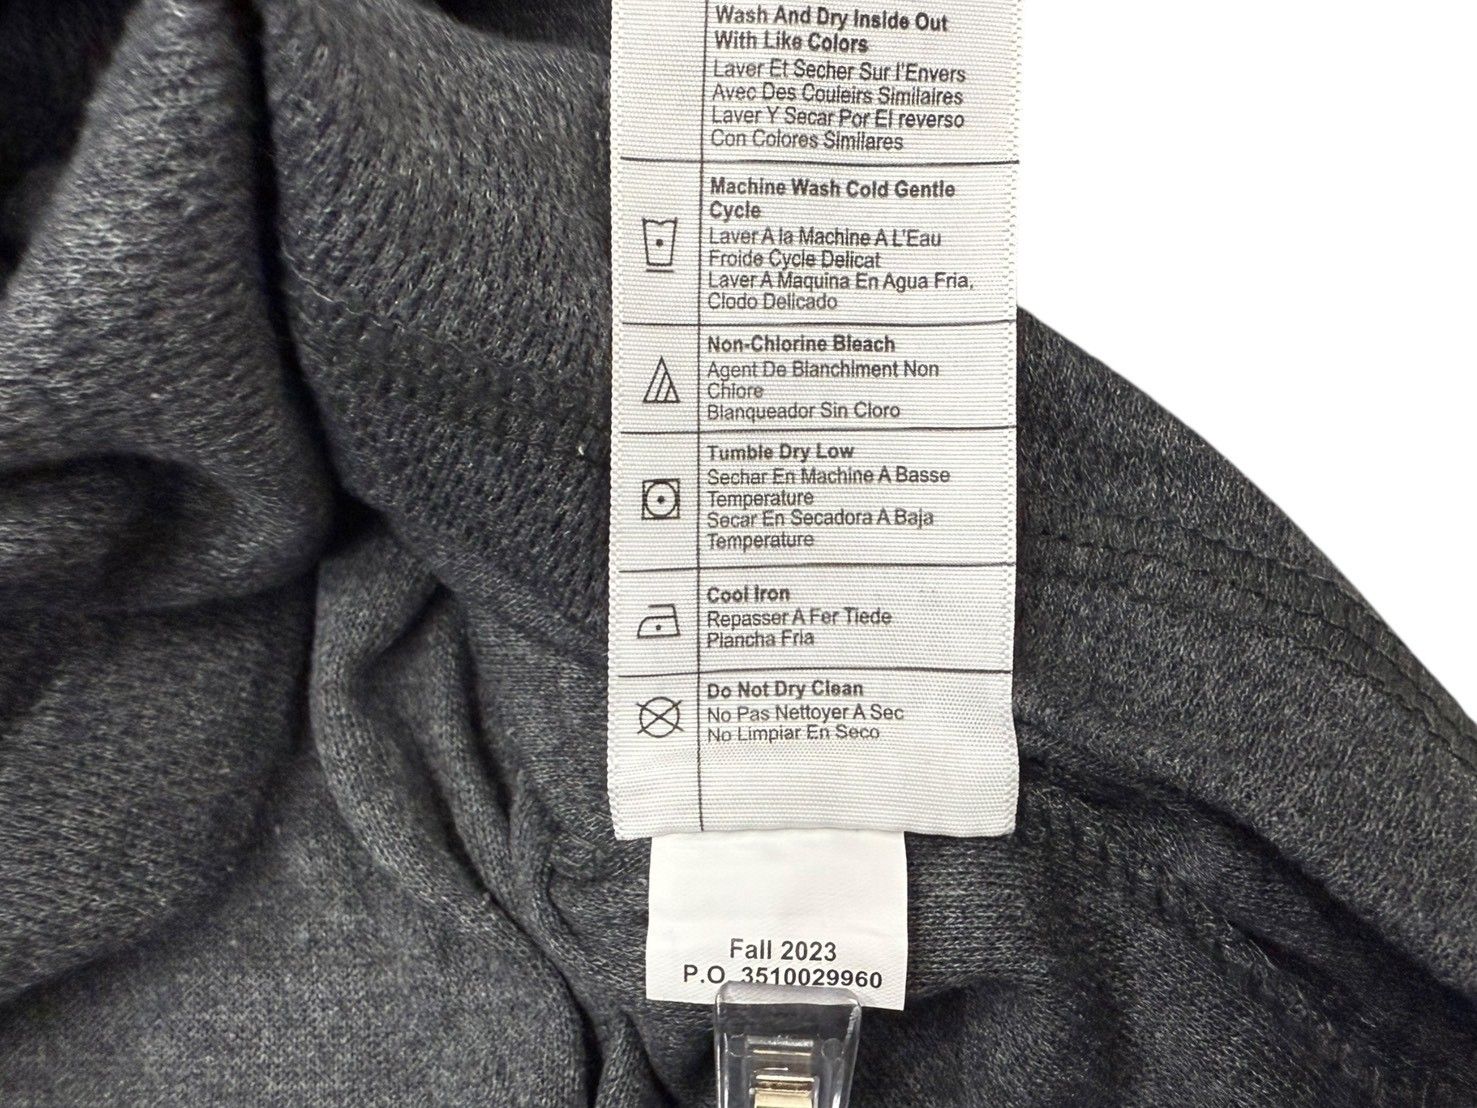 Wash And Dry Inside Out
With Like Colors
Laver Et Secher Sur l'Envers
Avec Des Couleirs Similaires
Laver Y Secar Por El reverso
Con Colores Similares
Machine Wash Cold Gentle
Cycle
Laver A la Machine A L'Eau
Froide Cycle Delicat
Laver A Maquina En Agua Fria,
Clodo Delicado
Non-Chlorine Bleach
Agent De Blanchiment Non
Chlore
Blanqueador Sin Cloro
Tumble Dry Low
Sechar En Machine A Basse
Temperature
Secar En Secadora A Baja
Temperature
Cool Iron
Repasser A Fer Tiede
Plancha Fria
Do Not Dry Clean
No Pas Nettoyer A Sec
No Limpiar En Seco
Fall 2023
P.O. 3510029960